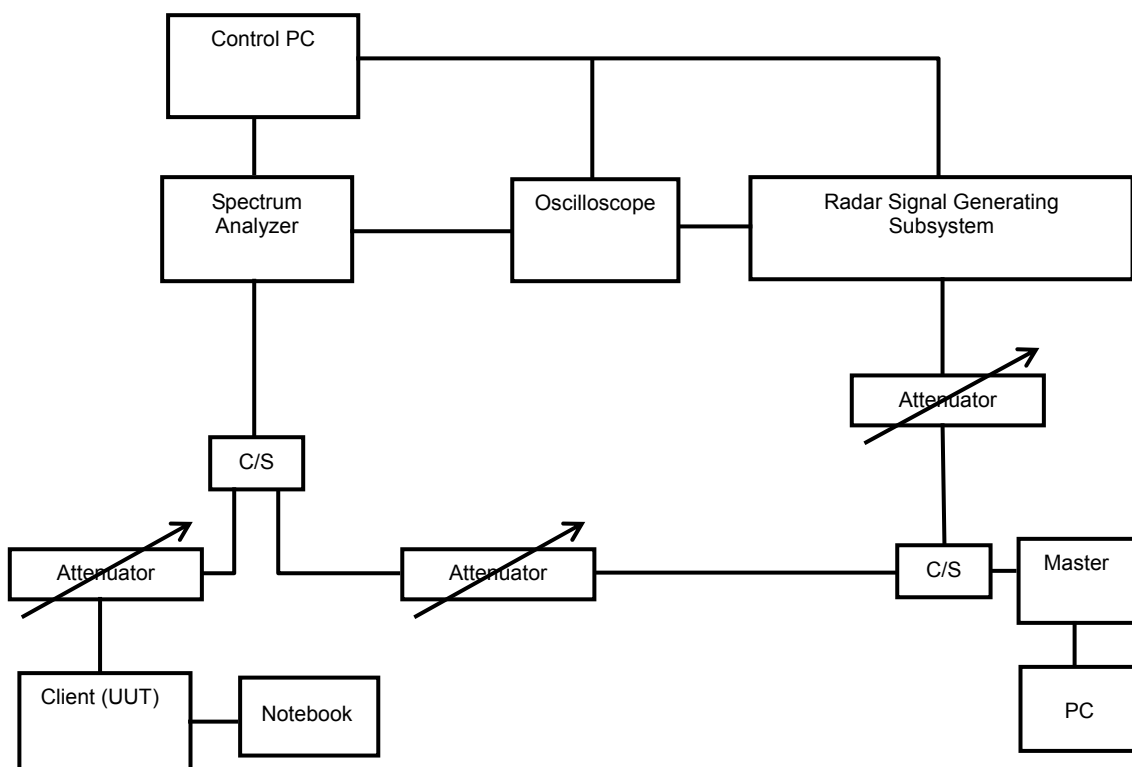 Control PC
Spectrum
Analyzer
Oscilloscope
Radar Signal Generating
Subsystem
Attenuator
C/S
Attenuator
Attenuator
C/S
Master
Client (UUT)
Notebook
PC